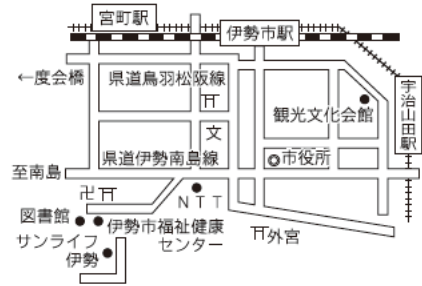 宮町駅
伊勢市駅
←度会橋
県道鳥羽松阪線
宇治山田駅
観光文化会館
文
県道伊勢南島線
◎市役所
至南島
卍
NTT
図書館
伊勢市福祉健康
センター
サンライフ
伊勢
外宮